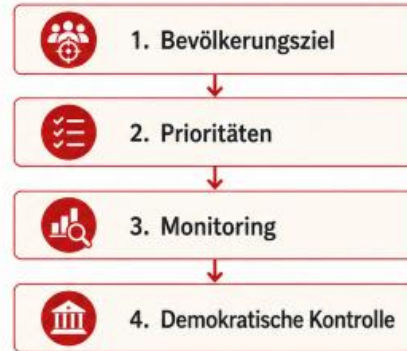 1. Bevölkerungsziel
2. Prioritäten
3. Monitoring
4. Demokratische Kontrolle